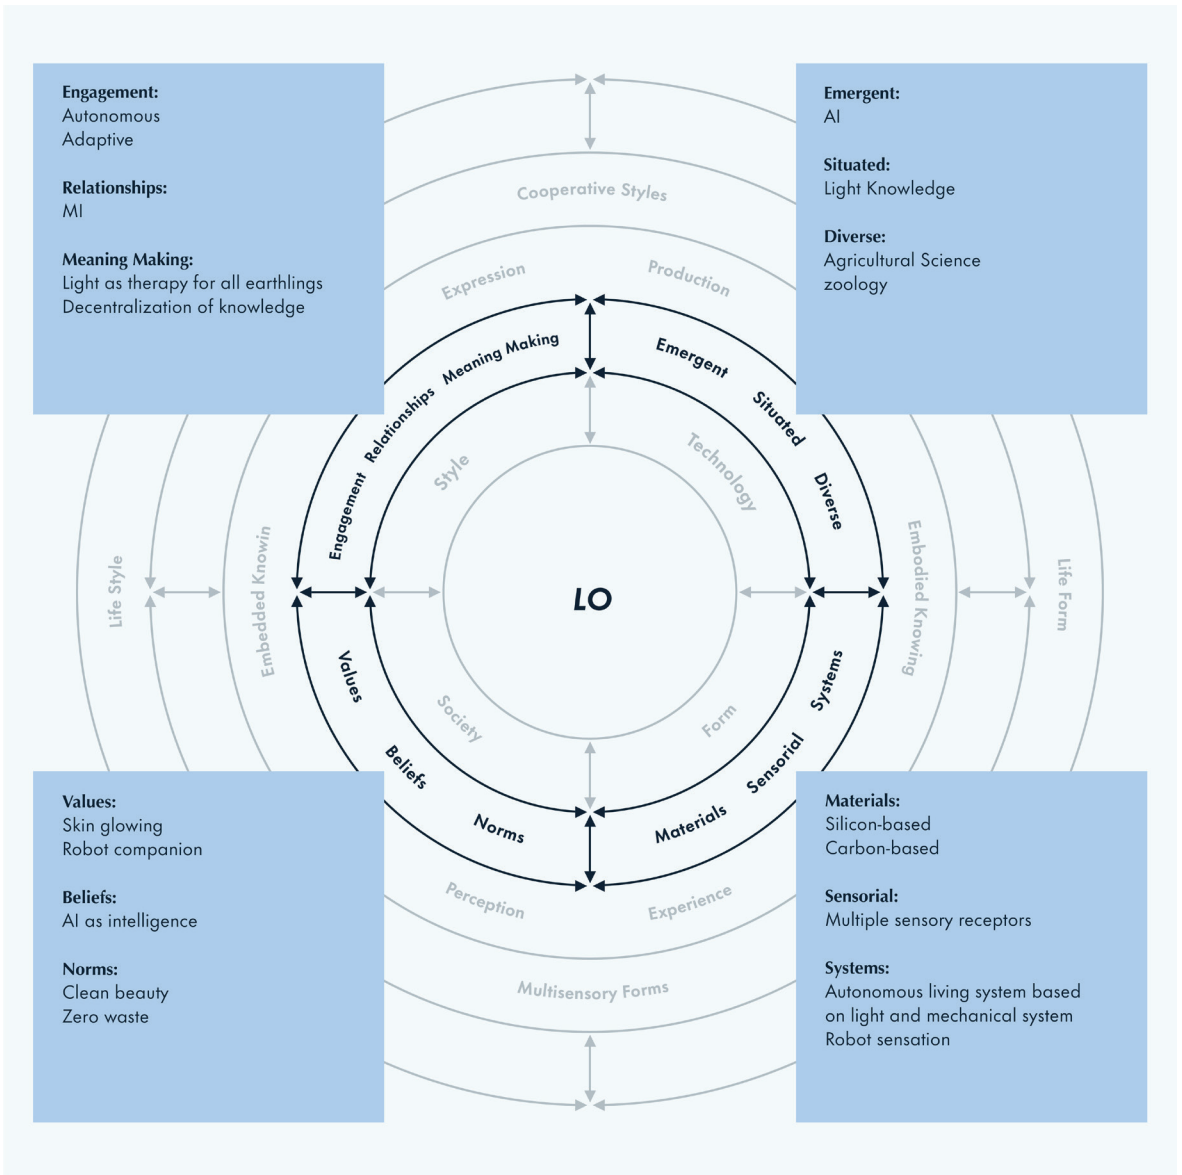 Engagement:
Autonomous
Adaptive
Relationships:
MI
Meaning Making:
Light as therapy for all earthlings
Decentralization of knowledge
Emergent:
AI
Situated:
Light Knowledge
Diverse:
Agricultural Science
zoology
Cooperative Styles
Expression
Production
Meaning Making
Emergent
Relationships
Situated
Engagement
Diverse
Style
Technology
Life Style
Embedded Knowin
LO
Embodied Knowing
Life Form
Society
Form
Values
Systems
Beliefs
Sensorial
Norms
Materials
Perception
Experience
Multisensory Forms
Values:
Skin glowing
Robot companion
Beliefs:
AI as intelligence
Norms:
Clean beauty
Zero waste
Materials:
Silicon-based
Carbon-based
Sensorial:
Multiple sensory receptors
Systems:
Autonomous living system based
on light and mechanical system
Robot sensation